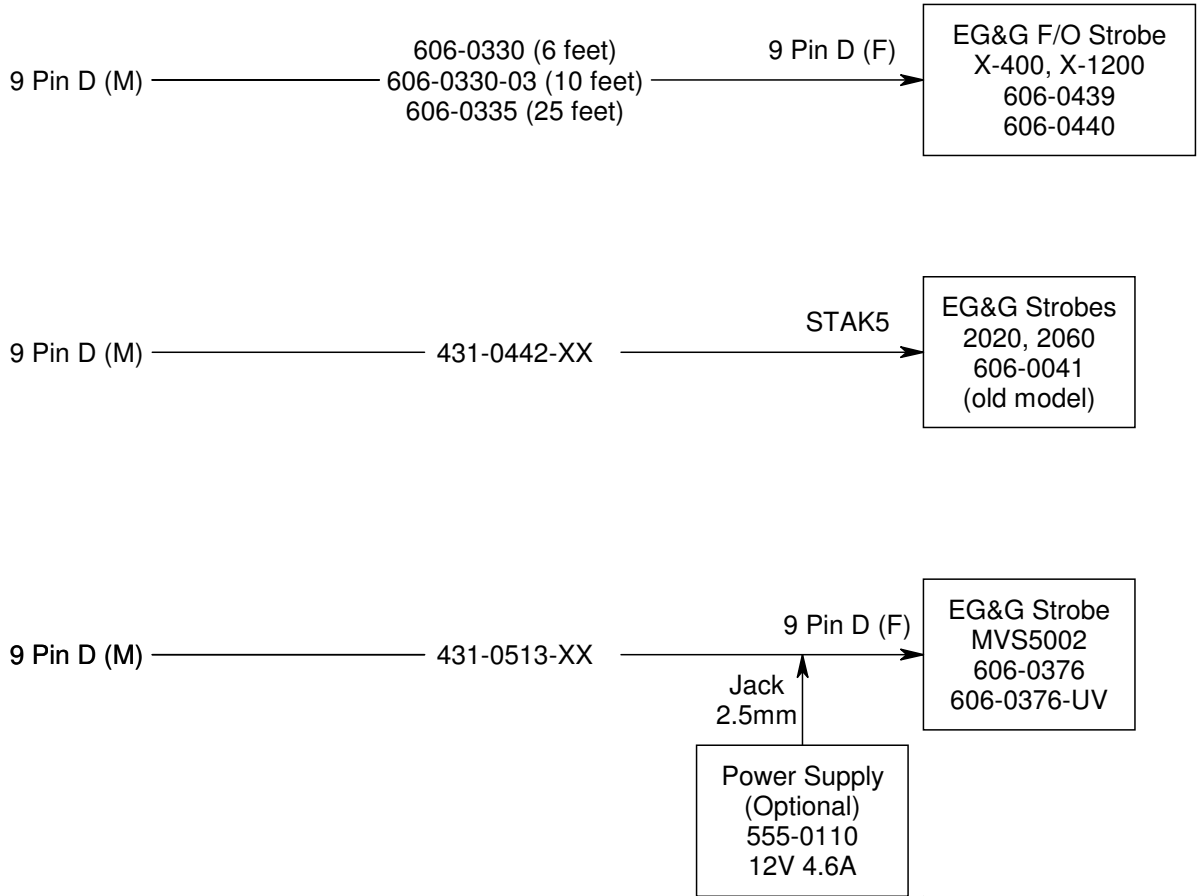 9 Pin D (M)
606-0330 (6 feet)
606-0330-03 (10 feet)
606-0335 (25 feet)
9 Pin D (F)
EG&G F/O Strobe
X-400, X-1200
606-0439
606-0440
9 Pin D (M)
431-0442-XX
STAK5
EG&G Strobes
2020, 2060
606-0041
(old model)
9 Pin D (M)
431-0513-XX
9 Pin D (F)
EG&G Strobe
MVS5002
606-0376
606-0376-UV
Jack
2.5mm
Power Supply
(Optional)
555-0110
12V 4.6A